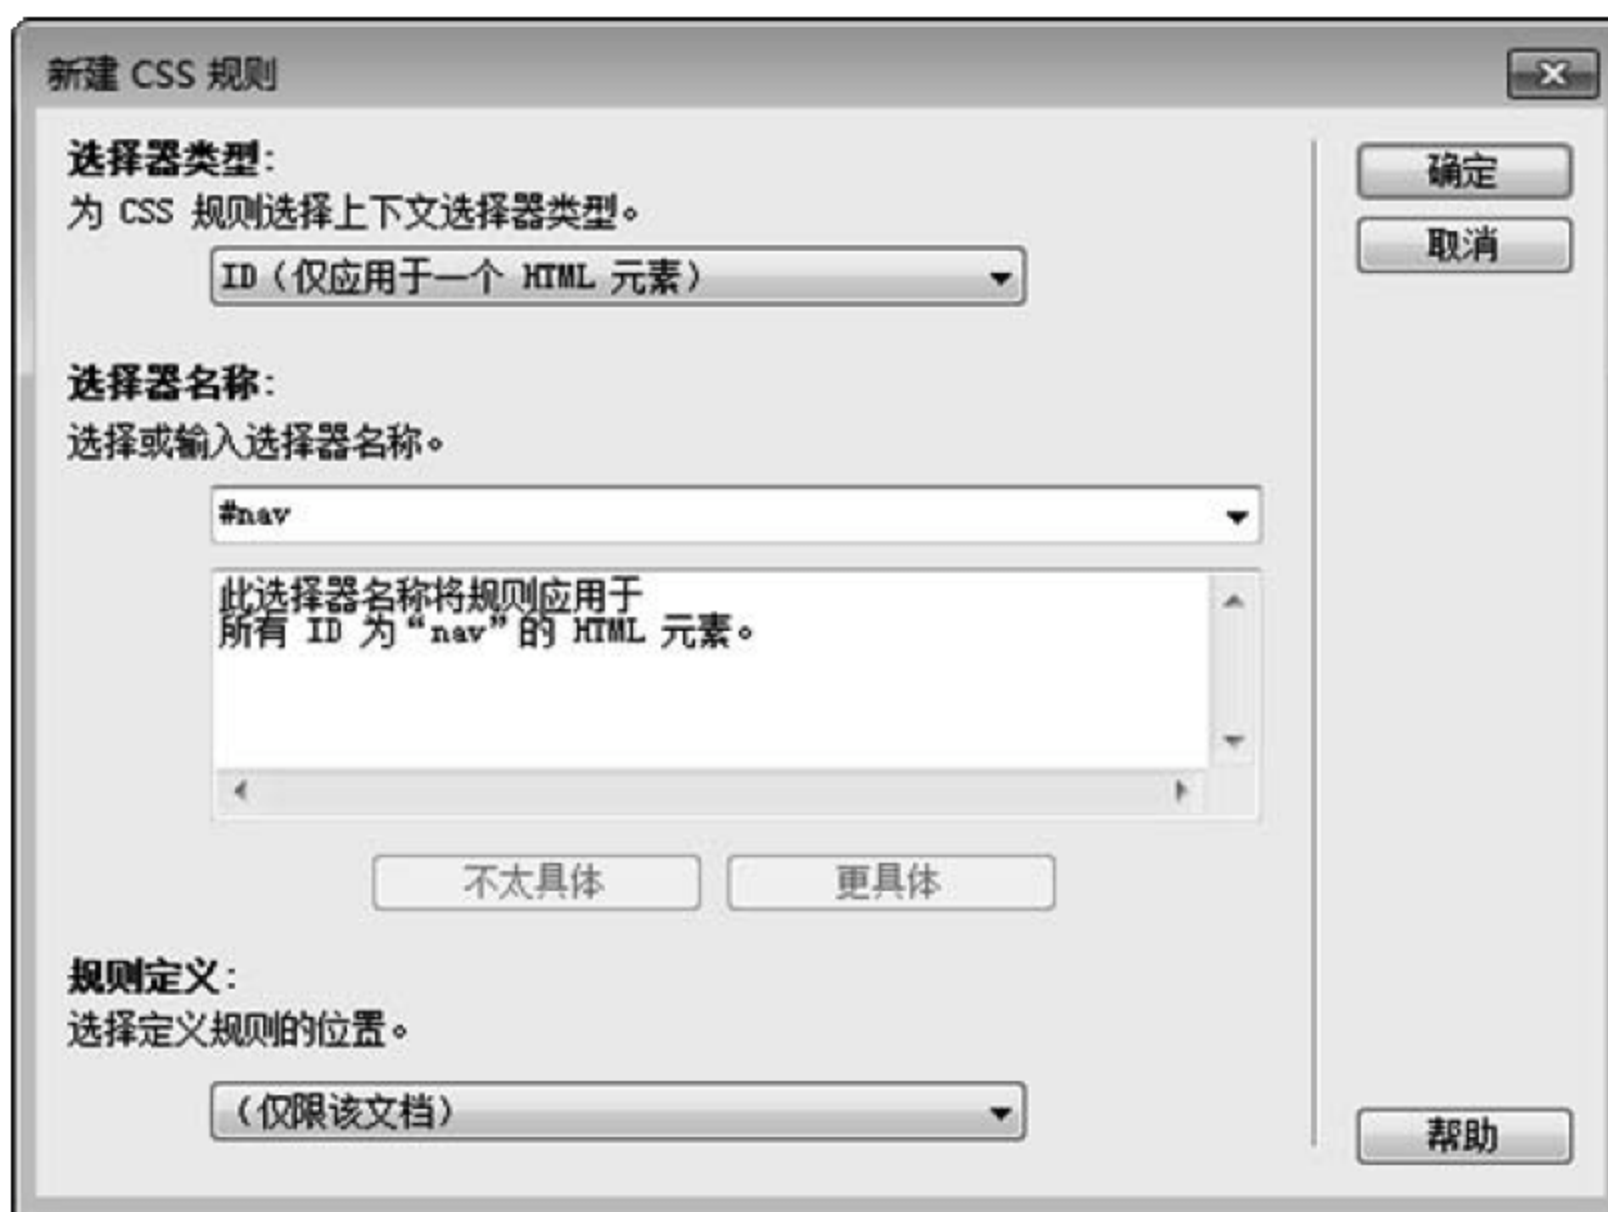 新建 CSS 规则
选择器类型:
为 CSS 规则选择上下文选择器类型。
ID（仅应用于一个 HTML 元素）
确定
取消
选择器名称:
选择或输入选择器名称。
#nav
此选择器名称将规则应用于
所有 ID 为“nav”的 HTML 元素。
不太具体
更具体
规则定义:
选择定义规则的位置。
（仅限该文档）
帮助